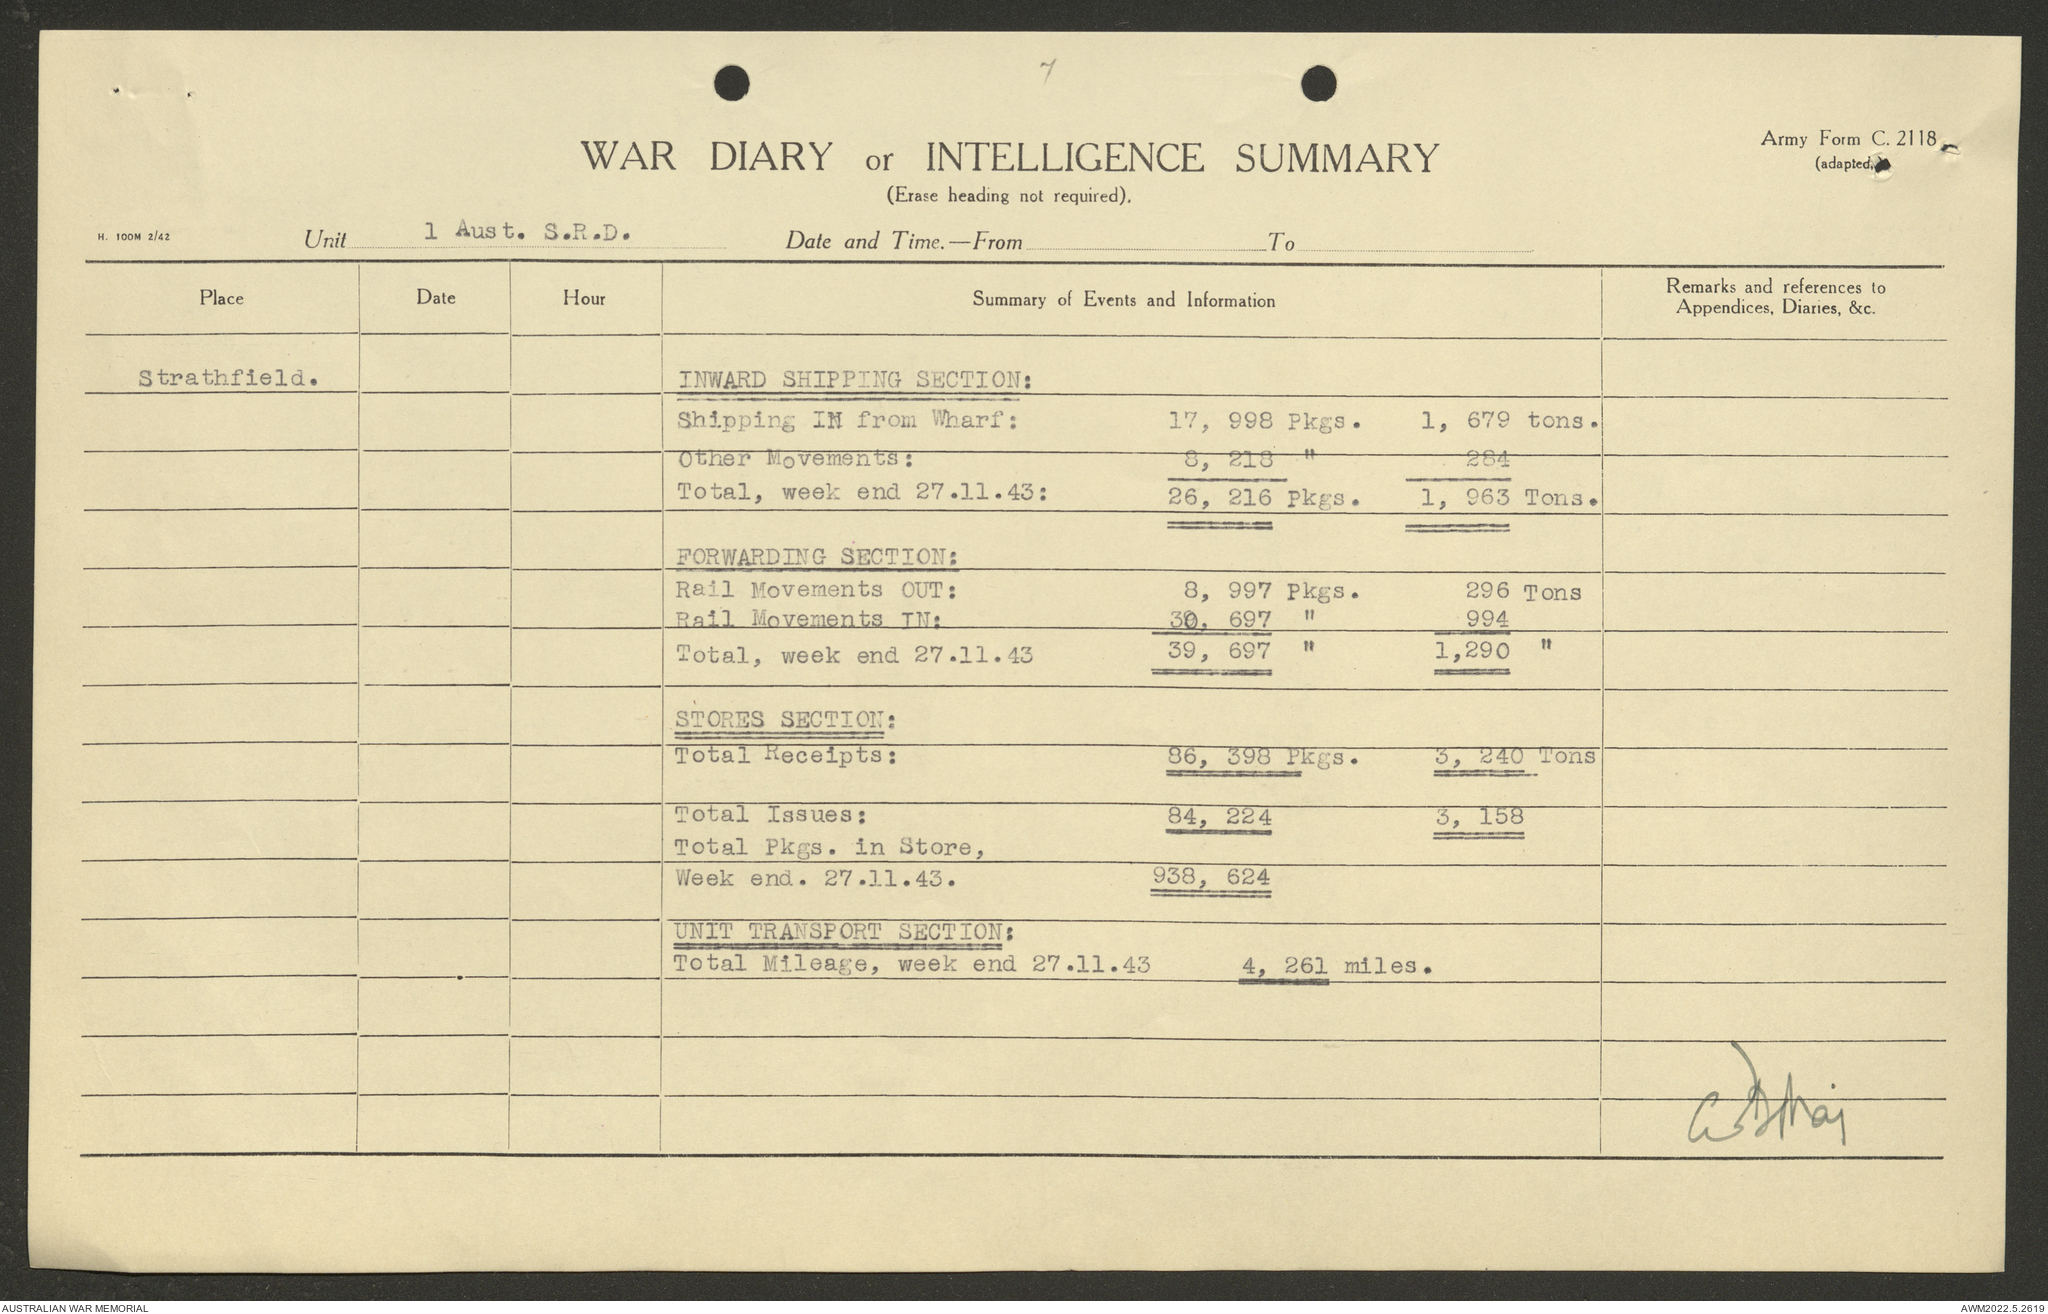 7
Army Form C. 2118
(adapted.)
WAR DIARY or INTELLIGENCE SUMMARY
(Erase heading not required).
H. 100M 2/42 Unit 1 Aust. S.R.D. Date and Time.—From To
Place Date Hour Summary of Events and Information Remarks and references to
Appendices, Diaries, &c.
Strathfield. INWARD SHIPPING SECTION:
Shipping IN from Wharf: 17, 998 Pkgs. 1, 679 tons.
Other Movements: 8, 218 " 284
Total, week end 27.11.43: 26, 216 Pkgs. 1, 963 Tons.
FORWARDING SECTION:
Rail Movements OUT: 8, 997 Pkgs. 296 Tons
Rail Movements IN: 30, 697 " 994
Total, week end 27.11.43 39, 697 " 1,290 "
STORES SECTION:
Total Receipts: 86, 398 Pkgs. 3, 240 Tons
Total Issues: 84, 224 3, 158
Total Pkgs. in Store,
Week end. 27.11.43. 938, 624
UNIT TRANSPORT SECTION:
Total Mileage, week end 27.11.43 4, 261 miles.
AUSTRALIAN WAR MEMORIAL AWM2022.5.2619